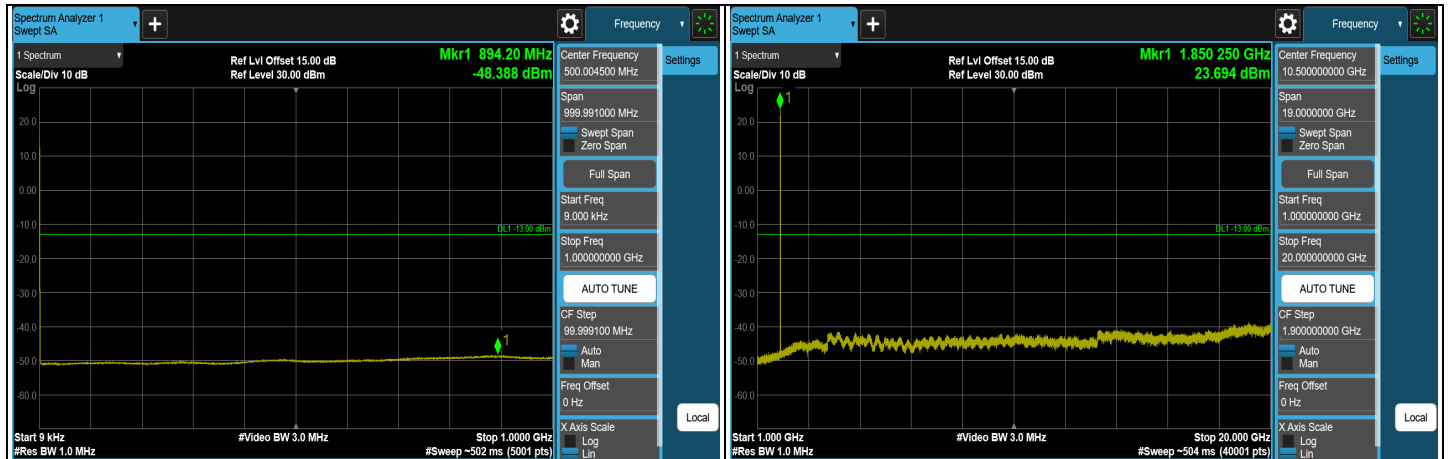 Spectrum Analyzer 1
Swept SA
+
Frequency
1 Spectrum
Scale/Div 10 dB
Log
Ref Lvl Offset 15.00 dB
Ref Level 30.00 dBm
Mkr1 894.20 MHz
-48.388 dBm
1
20.0
10.0
0.00
-10.0
-20.0
-30.0
-40.0
-50.0
-60.0
DL1 -13.00 dBm
Start 9 kHz
#Res BW 1.0 MHz
#Video BW 3.0 MHz
Stop 1.0000 GHz
#Sweep ~502 ms (5001 pts)
Center Frequency
500.004500 MHz
Span
999.991000 MHz
Swept Span
Zero Span
Full Span
Start Freq
9.000 kHz
Stop Freq
1.000000000 GHz
AUTO TUNE
CF Step
99.999100 MHz
Auto
Man
Freq Offset
0 Hz
X Axis Scale
Log
Lin
Settings
Local
Spectrum Analyzer 1
Swept SA
+
Frequency
1 Spectrum
Scale/Div 10 dB
Log
Ref Lvl Offset 15.00 dB
Ref Level 30.00 dBm
Mkr1 1.850 250 GHz
23.694 dBm
1
20.0
10.0
0.00
-10.0
-20.0
-30.0
-40.0
-50.0
-60.0
DL1 -13.00 dBm
Start 1.000 GHz
#Res BW 1.0 MHz
#Video BW 3.0 MHz
Stop 20.000 GHz
#Sweep ~504 ms (40001 pts)
Center Frequency
10.500000000 GHz
Span
19.0000000 GHz
Swept Span
Zero Span
Full Span
Start Freq
1.000000000 GHz
Stop Freq
20.000000000 GHz
AUTO TUNE
CF Step
1.900000000 GHz
Auto
Man
Freq Offset
0 Hz
X Axis Scale
Log
Lin
Settings
Local